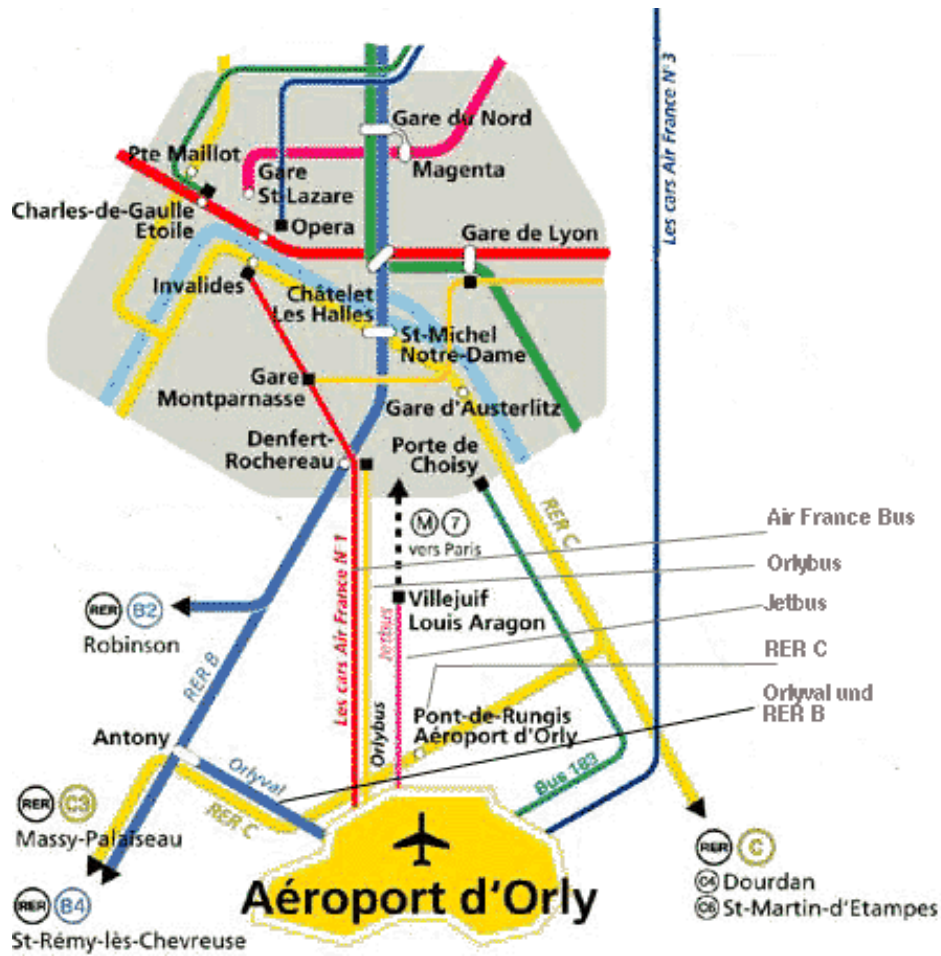 Les cars Air France N°3
Gare du Nord
Pte Maillot
Magenta
Gare
St-Lazare
Charles-de-Gaulle
Etoile
Opera
Gare de Lyon
Invalides
Châtelet
Les Halles
St-Michel
Notre-Dame
Gare
Montparnasse
Gare d'Austerlitz
Denfert-
Rochereau
Porte de
Choisy
RER C
M 7
vers Paris
Air France Bus
Orlybus
Jetbus
RER C
Orlyval und
RER B
Villejuif
Louis Aragon
RER B2
Robinson
RER B
Les cars Air France N°1
Orlybus
Jetbus
Pont-de-Rungis
Aéroport d'Orly
Antony
Orlyval
RER C
Bus 183
RER C3
Massy-Palaiseau
RER B4
St-Rémy-lès-Chevreuse
Aéroport d'Orly
RER C
C4 Dourdan
C6 St-Martin-d'Etampes